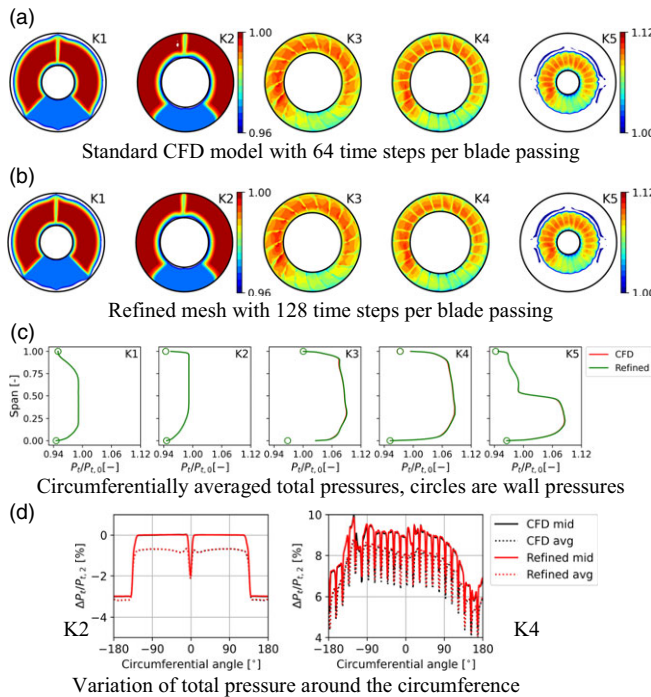 (a)
K1 K2 1.00 K3 K4 K5 1.12
0.96 1.00
Standard CFD model with 64 time steps per blade passing
(b)
K1 K2 1.00 K3 K4 K5 1.12
0.96 1.00
Refined mesh with 128 time steps per blade passing
(c)
1.00 K1 K2 K3 K4 K5 CFD
Refined
0.75
Span [-]
0.50
0.25
0.00
0.94 1.00 1.06 1.12 0.94 1.00 1.06 1.12 0.94 1.00 1.06 1.12 0.94 1.00 1.06 1.12 0.94 1.00 1.06 1.12
Pt/Pt, 0[−] Pt/Pt, 0[−] Pt/Pt, 0[−] Pt/Pt, 0[−] Pt/Pt, 0[−]
Circumferentially averaged total pressures, circles are wall pressures
(d)
0
−2
−4
ΔPt/Pt, 2 [%]
K2
−180 −90 0 90 180
Circumferential angle [°]
10
8
6
4
ΔPt/Pt, 2 [%]
K4
−180 −90 0 90 180
Circumferential angle [°]
CFD mid
CFD avg
Refined mid
Refined avg
Variation of total pressure around the circumference